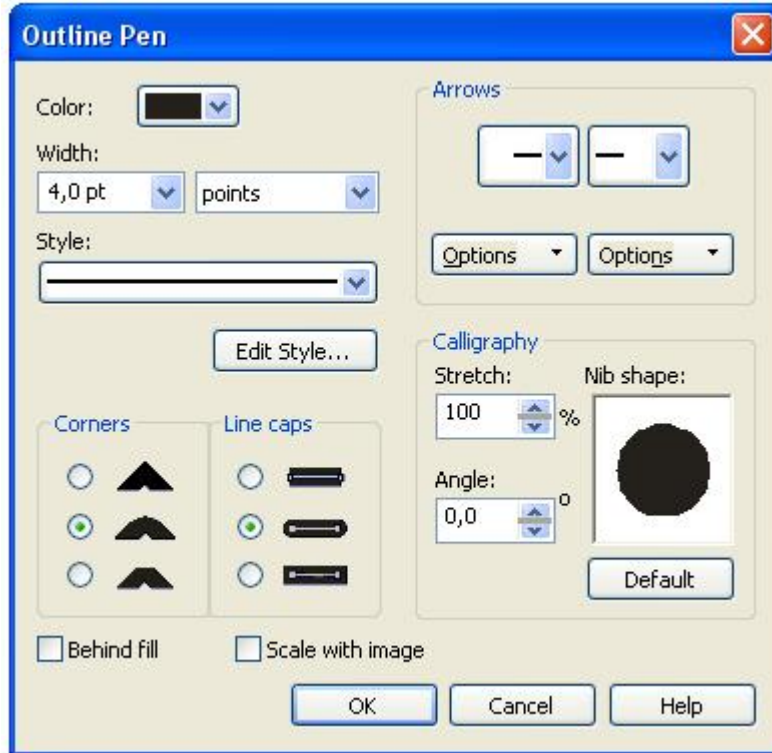 Outline Pen
Color:
Width:
4,0 pt
points
Style:
Edit Style...
Arrows
Options
Options
Corners
Line caps
Calligraphy
Stretch:
Nib shape:
100
%
Angle:
0,0
o
Default
Behind fill
Scale with image
OK
Cancel
Help